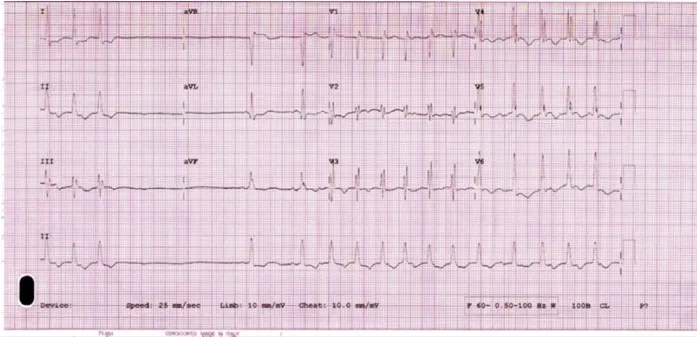 I aVR V1 V4
II aVL V2 V5
III aVF V3 V6
II
Device: Speed: 25 mm/sec Limb: 10 mm/mV Chest: 10.0 mm/mV F 60~ 0.50-100 Hz W 100B CL P?